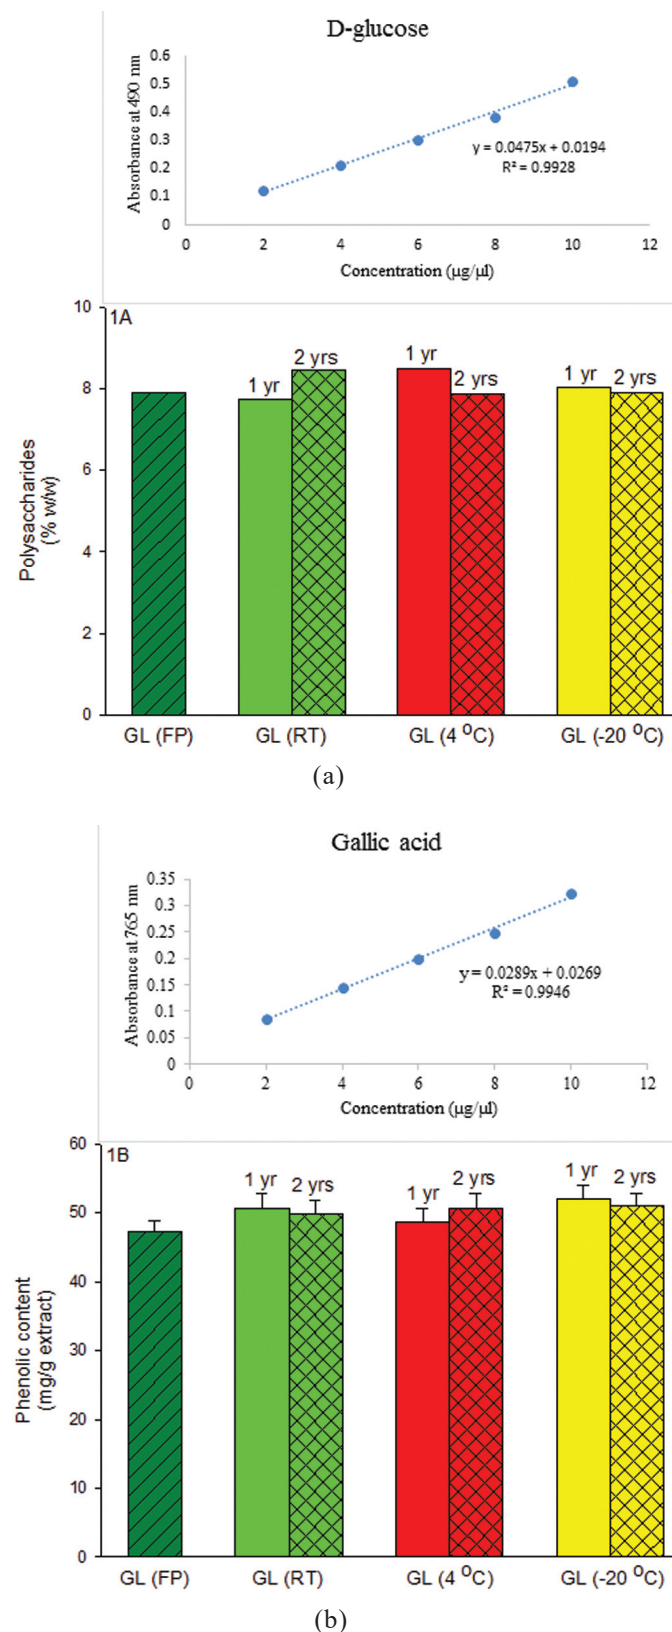 D-glucose
Absorbance at 490 nm
0.6
0.5
0.4
0.3
0.2
0.1
0
y = 0.0475x + 0.0194
R² = 0.9928
0 2 4 6 8 10 12
Concentration (µg/µl)
1A
Polysaccharides
(% w/w)
10
8
6
4
2
0
1 yr 2 yrs 1 yr 2 yrs 1 yr 2 yrs
GL (FP) GL (RT) GL (4 ⁰C) GL (-20 ⁰C)
(a)
Gallic acid
Absorbance at 765 nm
0.35
0.3
0.25
0.2
0.15
0.1
0.05
0
y = 0.0289x + 0.0269
R² = 0.9946
0 2 4 6 8 10 12
Concentration (µg/µl)
1B
Phenolic content
(mg/g extract)
60
50
40
30
20
10
0
1 yr 2 yrs 1 yr 2 yrs 1 yr 2 yrs
GL (FP) GL (RT) GL (4 ⁰C) GL (-20 ⁰C)
(b)